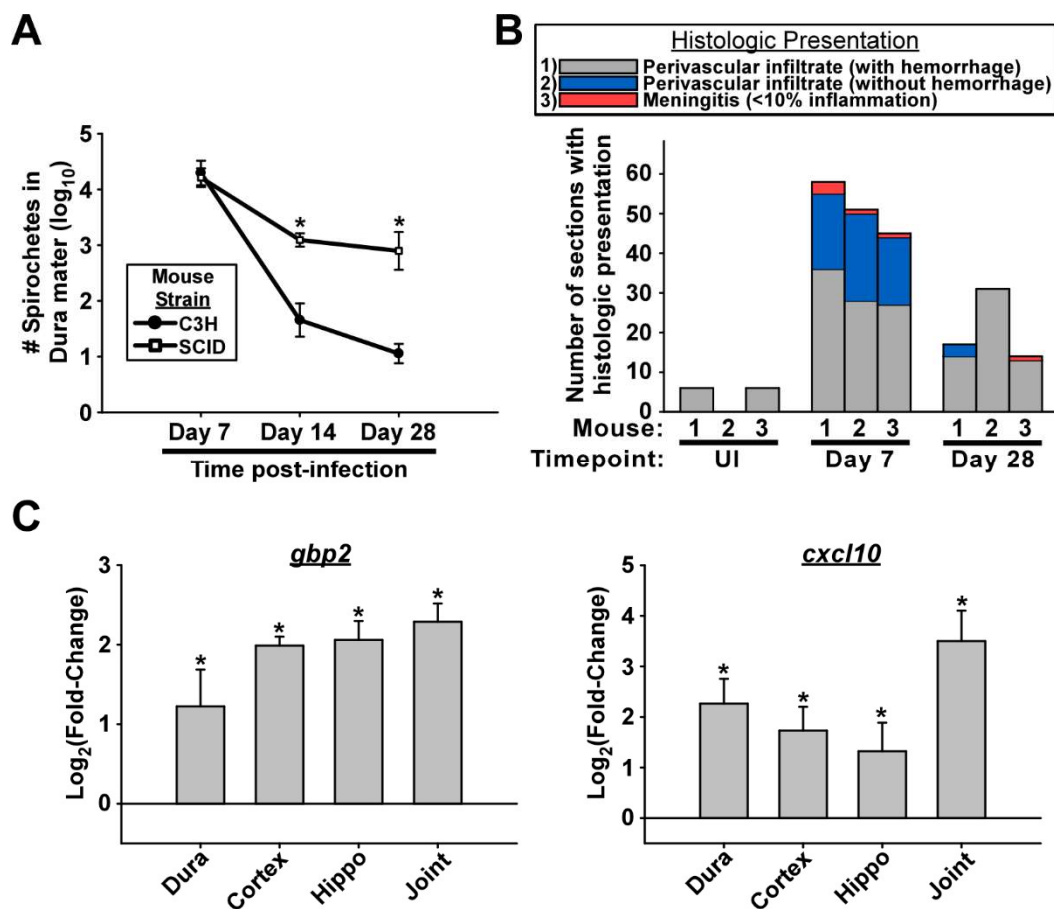 A
# Spirochetes in
Dura mater (log10)
5
4
3
2
1
0
*
*
Mouse
Strain
C3H
SCID
Day 7 Day 14 Day 28
Time post-infection
B
Histologic Presentation
1) Perivascular infiltrate (with hemorrhage)
2) Perivascular infiltrate (without hemorrhage)
3) Meningitis (<10% inflammation)
Number of sections with
histologic presentation
60
50
40
30
20
10
0
Mouse: 1 2 3 1 2 3 1 2 3
Timepoint: UI Day 7 Day 28
C
gbp2
Log2(Fold-Change)
3
2
1
0
* * * *
Dura Cortex Hippo Joint
cxcl10
Log2(Fold-Change)
5
4
3
2
1
0
* * * *
Dura Cortex Hippo Joint